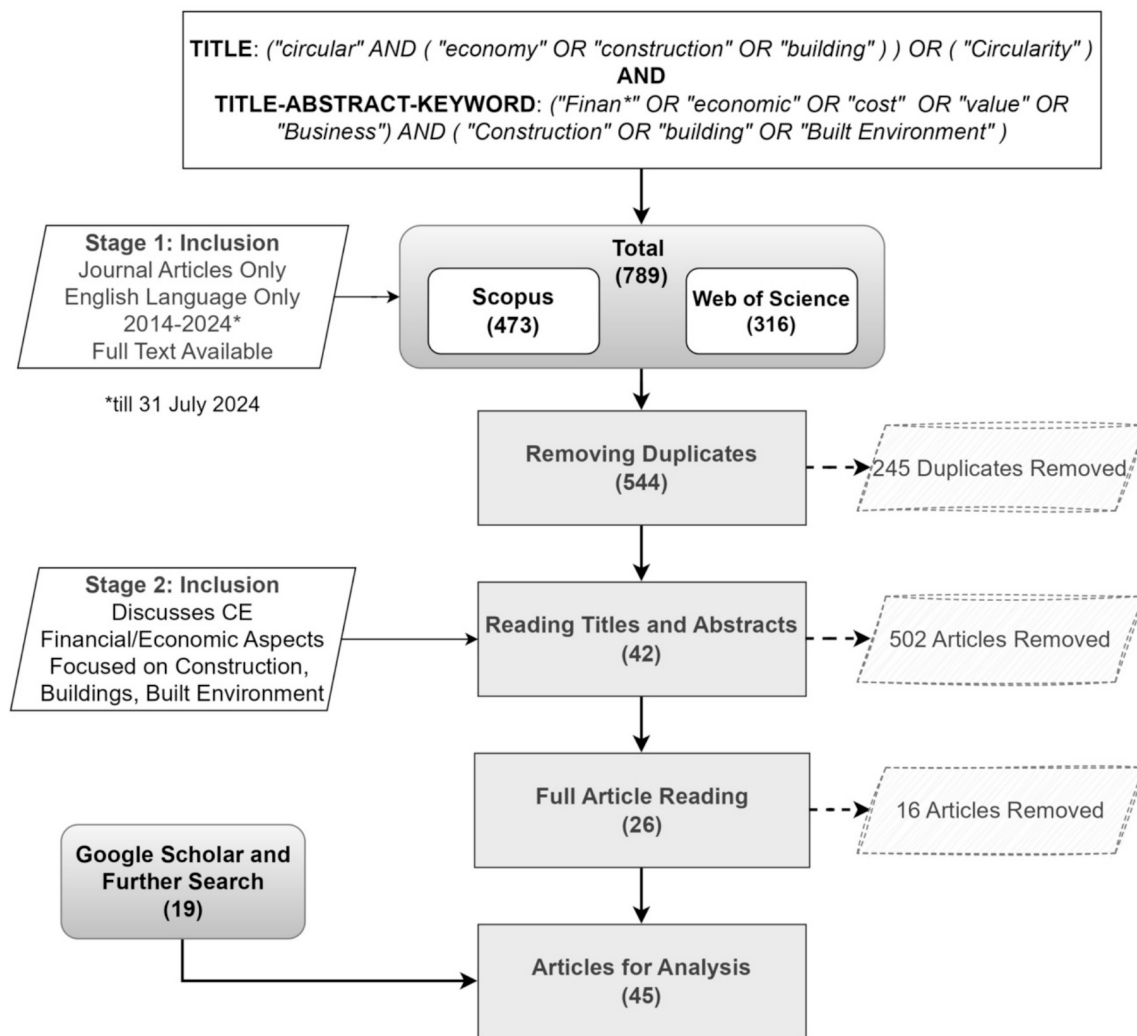 TITLE: ("circular" AND ( "economy" OR "construction" OR "building" ) ) OR ( "Circularity" )
AND
TITLE-ABSTRACT-KEYWORD: ("Finan*" OR "economic" OR "cost" OR "value" OR
"Business") AND ( "Construction" OR "building" OR "Built Environment" )
Stage 1: Inclusion
Journal Articles Only
English Language Only
2014-2024*
Full Text Available
*till 31 July 2024
Total
(789)
Scopus
(473)
Web of Science
(316)
Removing Duplicates
(544)
245 Duplicates Removed
Stage 2: Inclusion
Discusses CE
Financial/Economic Aspects
Focused on Construction,
Buildings, Built Environment
Reading Titles and Abstracts
(42)
502 Articles Removed
Full Article Reading
(26)
16 Articles Removed
Google Scholar and
Further Search
(19)
Articles for Analysis
(45)